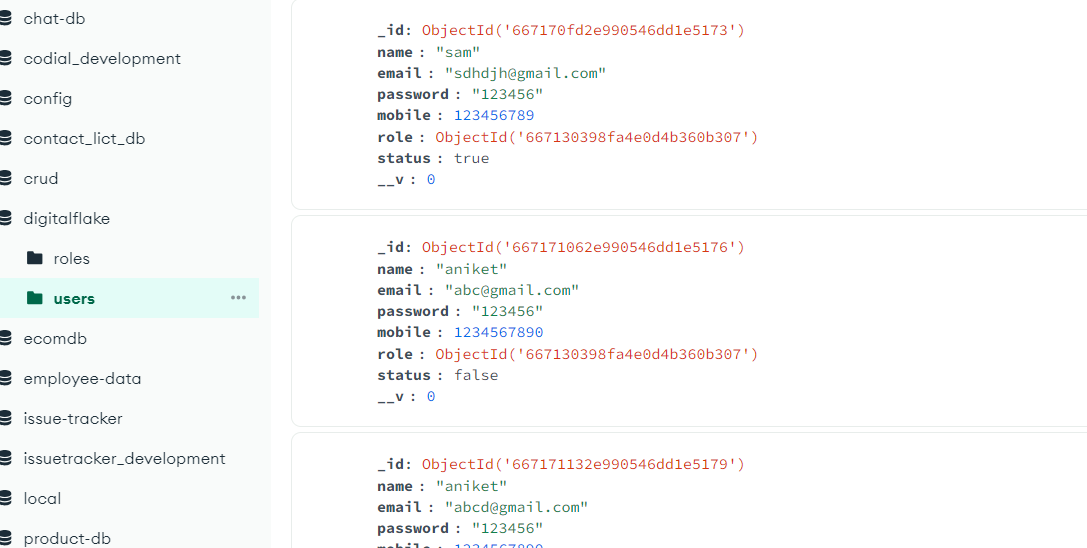 chat-db
codial_development
config
contact_lict_db
crud
digitalflake
roles
users
ecomdb
employee-data
issue-tracker
issuetracker_development
local
product-db
_id: ObjectId('667170fd2e990546dd1e5173')
name : "sam"
email : "sdhdjh@gmail.com"
password : "123456"
mobile : 123456789
role : ObjectId('667130398fa4e0d4b360b307')
status : true
__v : 0
_id: ObjectId('667171062e990546dd1e5176')
name : "aniket"
email : "abc@gmail.com"
password : "123456"
mobile : 1234567890
role : ObjectId('667130398fa4e0d4b360b307')
status : false
__v : 0
_id: ObjectId('667171132e990546dd1e5179')
name : "aniket"
email : "abcd@gmail.com"
password : "123456"
mobile : 1234567890